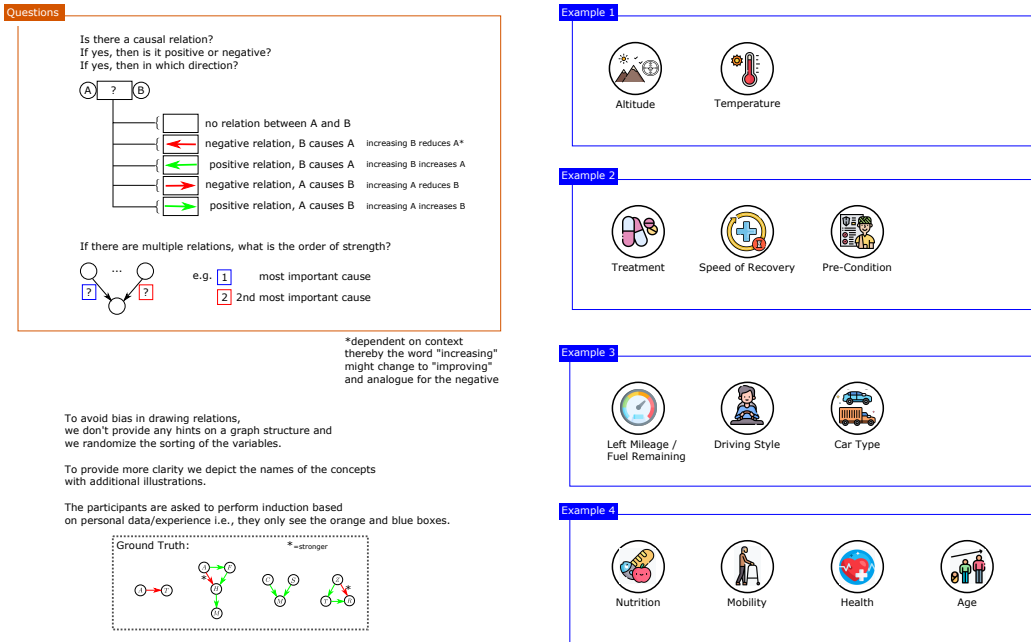 Questions
Is there a causal relation?
If yes, then is it positive or negative?
If yes, then in which direction?
A ? B
no relation between A and B
negative relation, B causes A increasing B reduces A*
positive relation, B causes A increasing B increases A
negative relation, A causes B increasing A reduces B
positive relation, A causes B increasing A increases B
If there are multiple relations, what is the order of strength?
...
? ?
e.g. 1 most important cause
2 2nd most important cause
*dependent on context
thereby the word "increasing"
might change to "improving"
and analogue for the negative
To avoid bias in drawing relations,
we don't provide any hints on a graph structure and
we randomize the sorting of the variables.
To provide more clarity we depict the names of the concepts
with additional illustrations.
The participants are asked to perform induction based
on personal data/experience i.e., they only see the orange and blue boxes.
Ground Truth: *=stronger
A T
A F
*
H
M
C S
M
Z
*
T R
Example 1
Altitude Temperature
Example 2
Treatment Speed of Recovery Pre-Condition
Example 3
Left Mileage / Driving Style Car Type
Fuel Remaining
Example 4
Nutrition Mobility Health Age